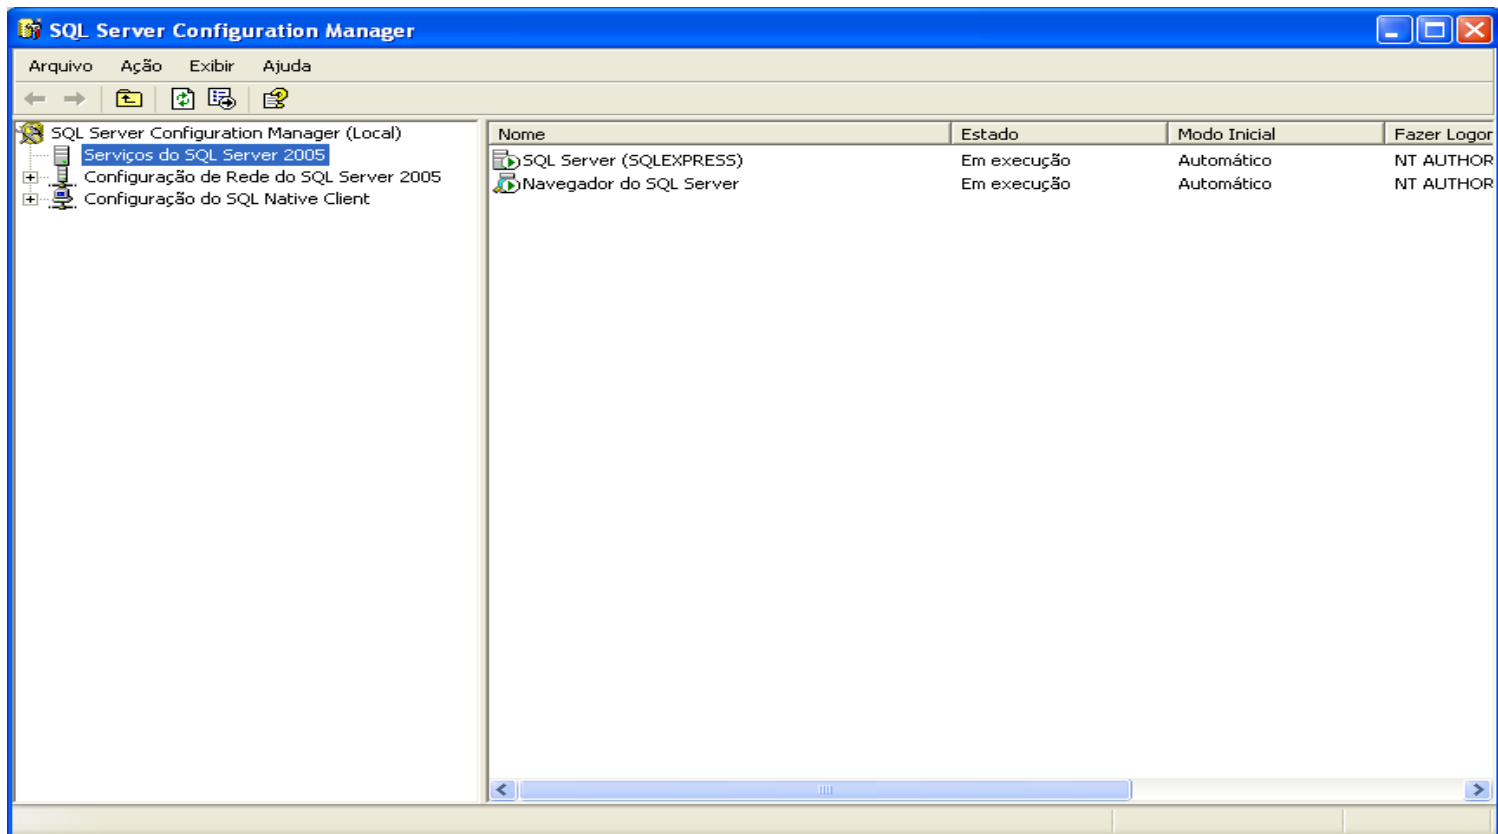 SQL Server Configuration Manager
Arquivo Ação Exibir Ajuda
SQL Server Configuration Manager (Local)
Serviços do SQL Server 2005
Configuração de Rede do SQL Server 2005
Configuração do SQL Native Client
Nome Estado Modo Inicial Fazer Logor
SQL Server (SQLEXPRESS) Em execução Automático NT AUTHOR
Navegador do SQL Server Em execução Automático NT AUTHOR